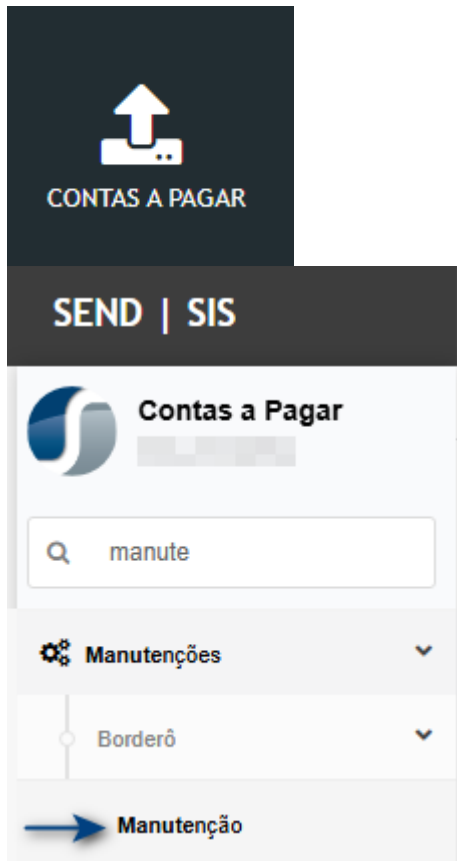 CONTAS A PAGAR
SEND | SIS
Contas a Pagar
manute
Manutenções
Borderô
Manutenção